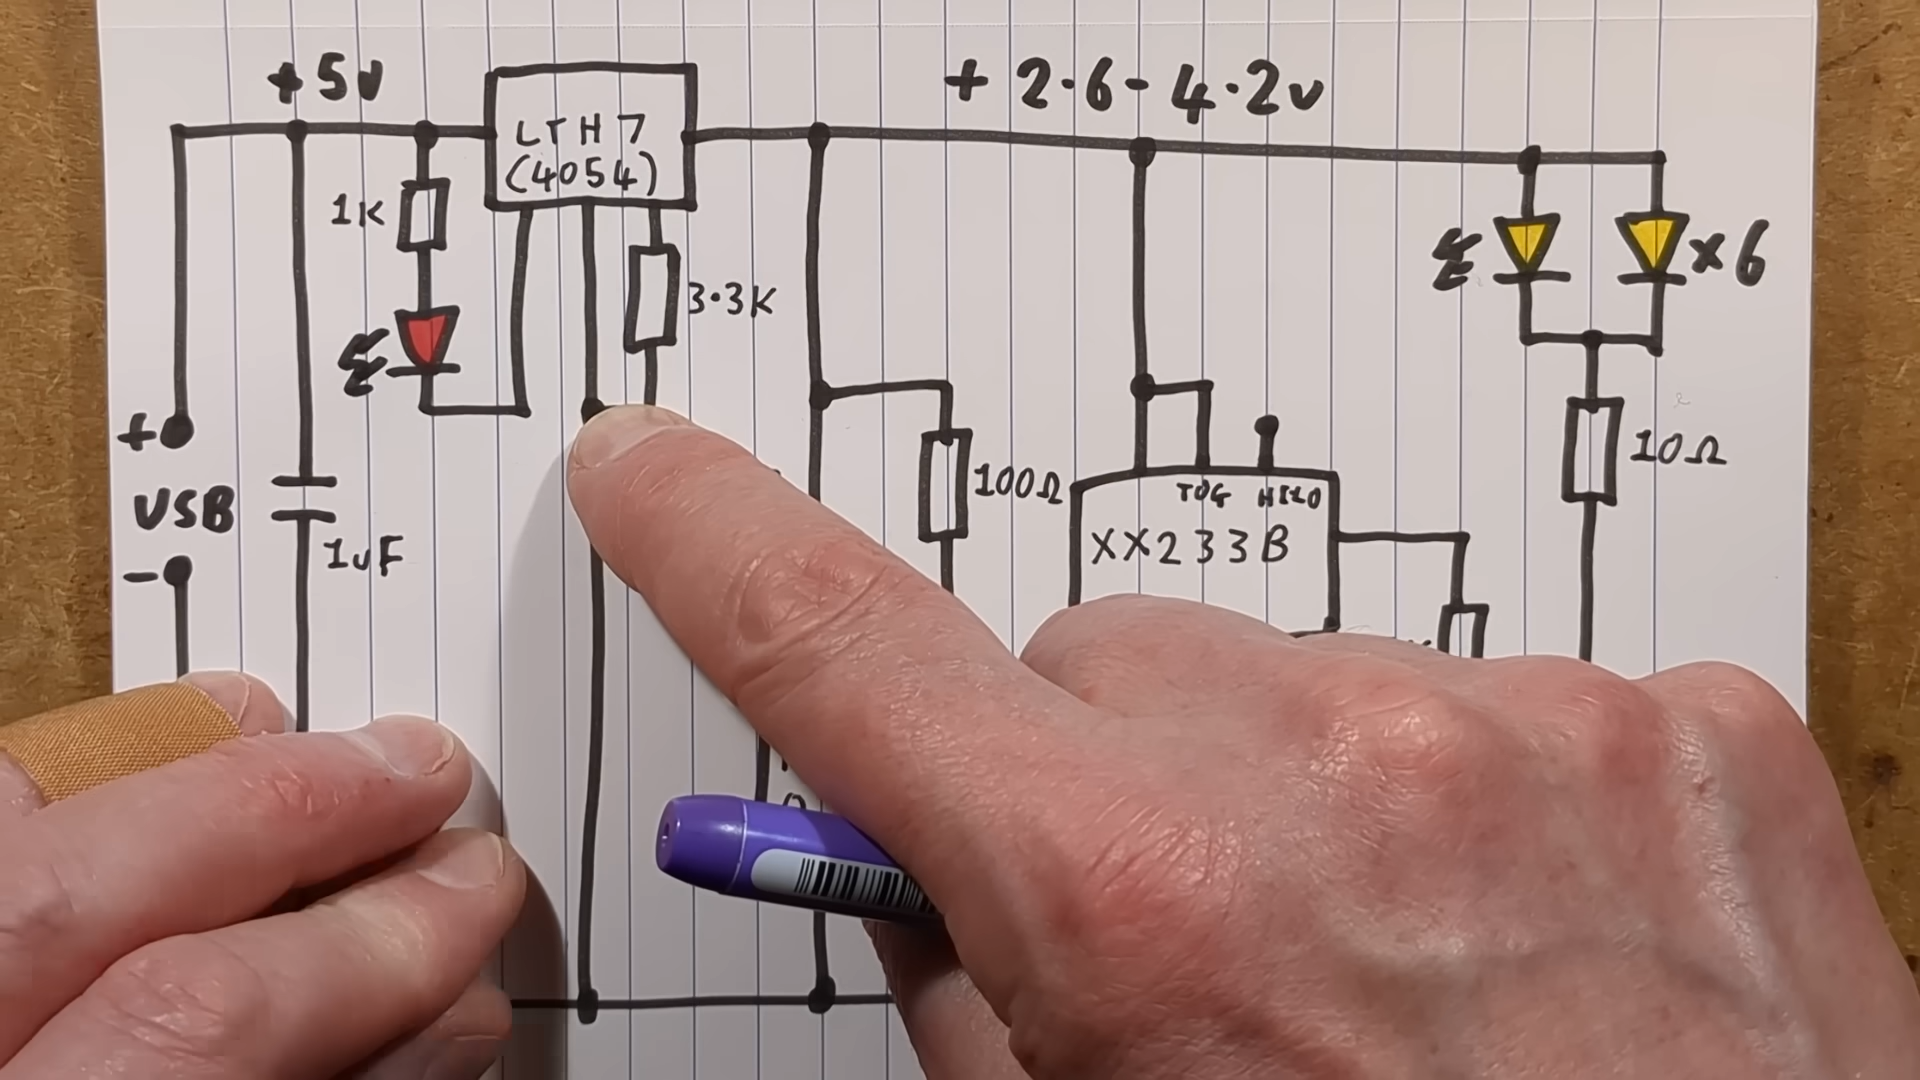 +5v
+ 2.6 - 4.2v
LTH7
(4054)
1K
x6
3.3K
+
10Ω
100Ω
USB
TOG HILO
XX233B
1uF
-